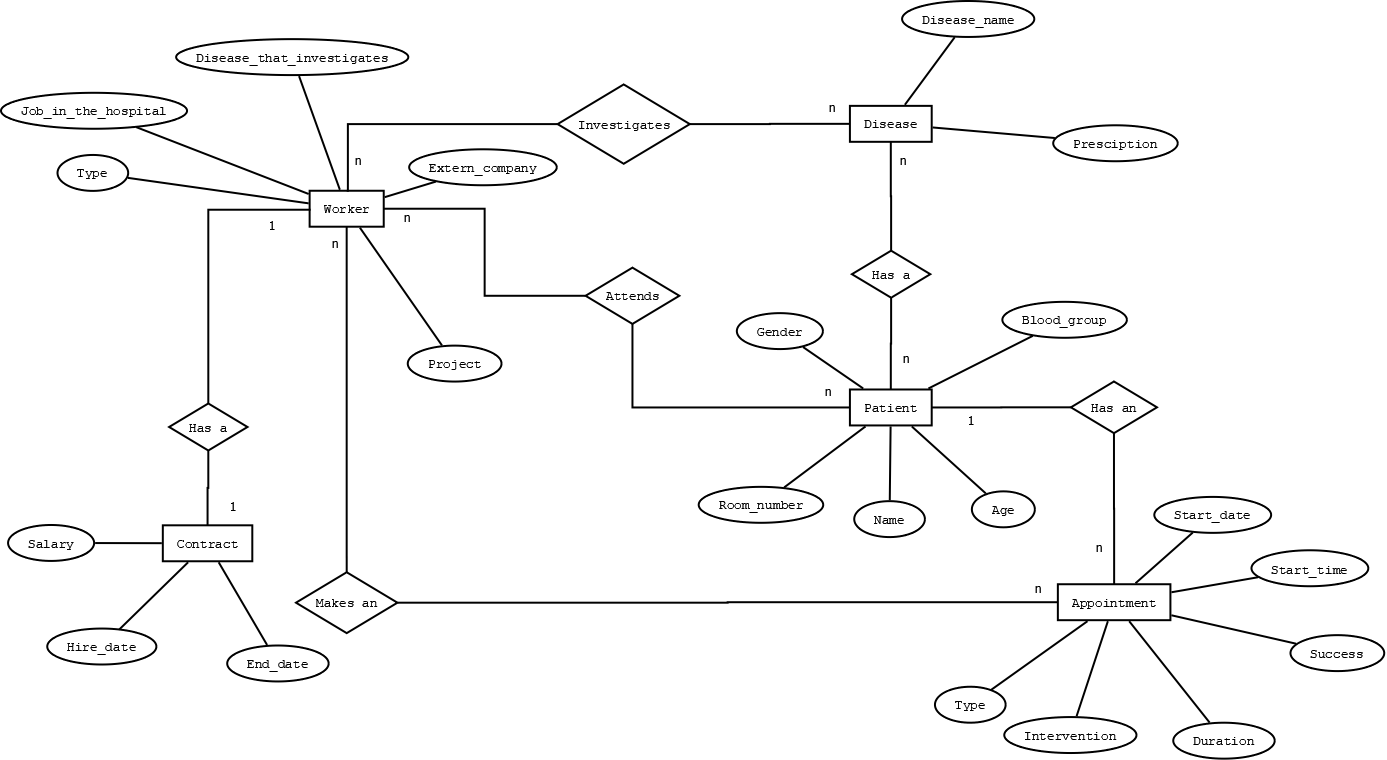 Disease_name
Disease_that_investigates
Job_in_the_hospital
n
Disease
Investigates
Presciption
n
n
Extern_company
Type
Worker
n
1
n
Has a
Attends
Blood_group
Gender
n
Project
n
Patient
Has an
1
Has a
Room_number
Age
1
Start_date
Name
Salary
Contract
n
Start_time
n
Makes an
Appointment
Hire_date
Success
End_date
Type
Intervention
Duration